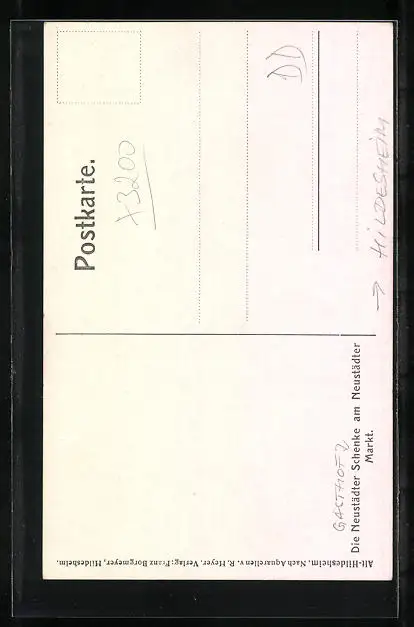 Postkarte.
x3200
DD
→ HILDESHEIM
GASTHOF
Die Neustädter Schenke am Neustädter
Markt.
Alt-Hildesheim. Nach Aquarellen v. R. Heyer. Verlag: Franz Borgmeyer, Hildesheim.